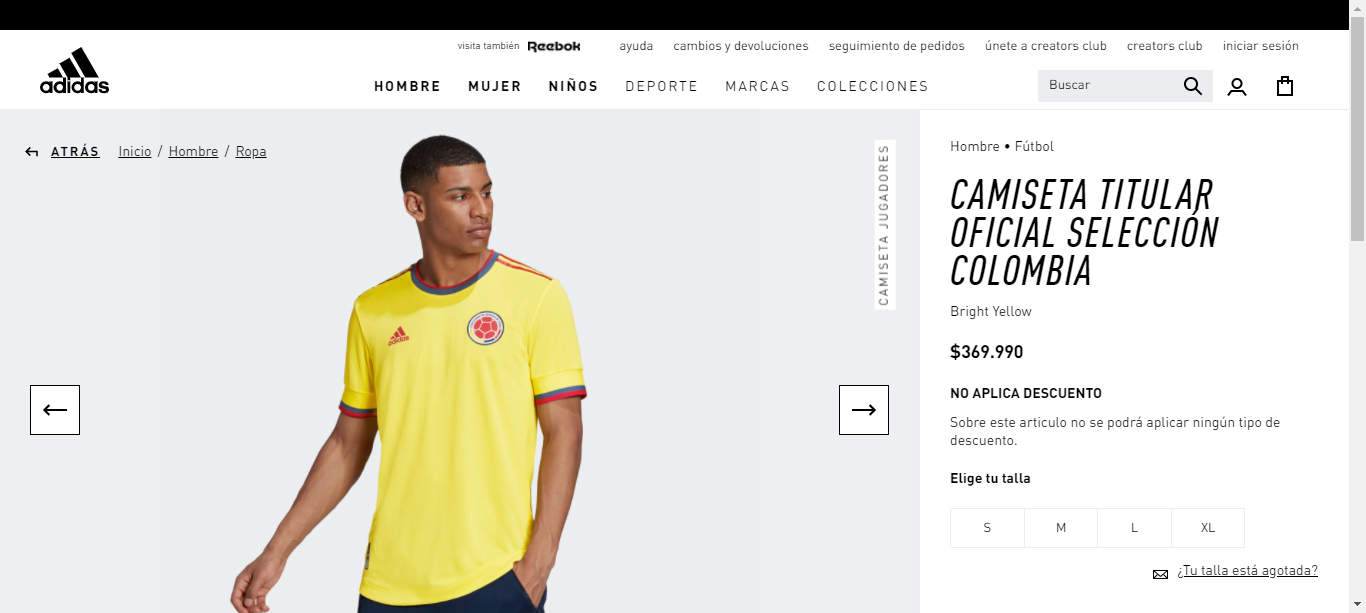 visita también Reebok ayuda cambios y devoluciones seguimiento de pedidos únete a creators club creators club iniciar sesión
adidas
HOMBRE MUJER NIÑOS DEPORTE MARCAS COLECCIONES Buscar
ATRÁS Inicio / Hombre / Ropa
CAMISETA JUGADORES
adidas
Hombre • Fútbol
CAMISETA TITULAR
OFICIAL SELECCIÓN
COLOMBIA
Bright Yellow
$369.990
NO APLICA DESCUENTO
Sobre este articulo no se podrá aplicar ningún tipo de
descuento.
Elige tu talla
S M L XL
¿Tu talla está agotada?